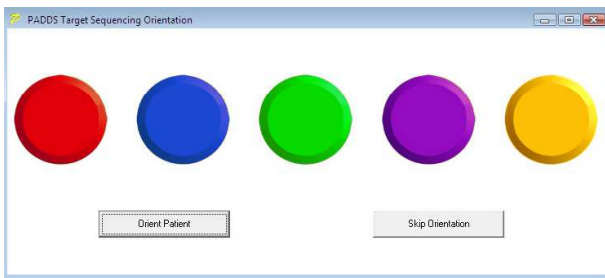 PADDS Target Sequencing Orientation
Orient Patient
Skip Orientation